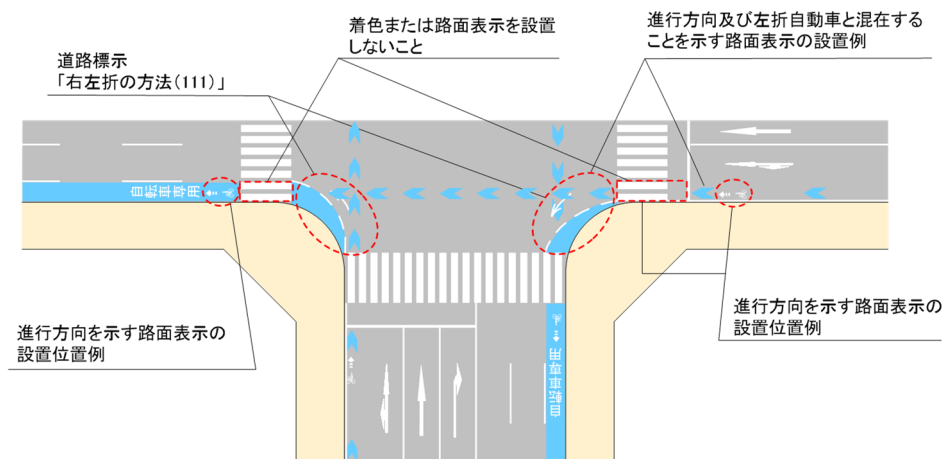 着色または路面表示を設置
しないこと
進行方向及び左折自動車と混在する
ことを示す路面表示の設置例
道路標示
「右左折の方法(111)」
自転車専用
進行方向を示す路面表示の
設置位置例
進行方向を示す路面表示の
設置位置例
自転車専用